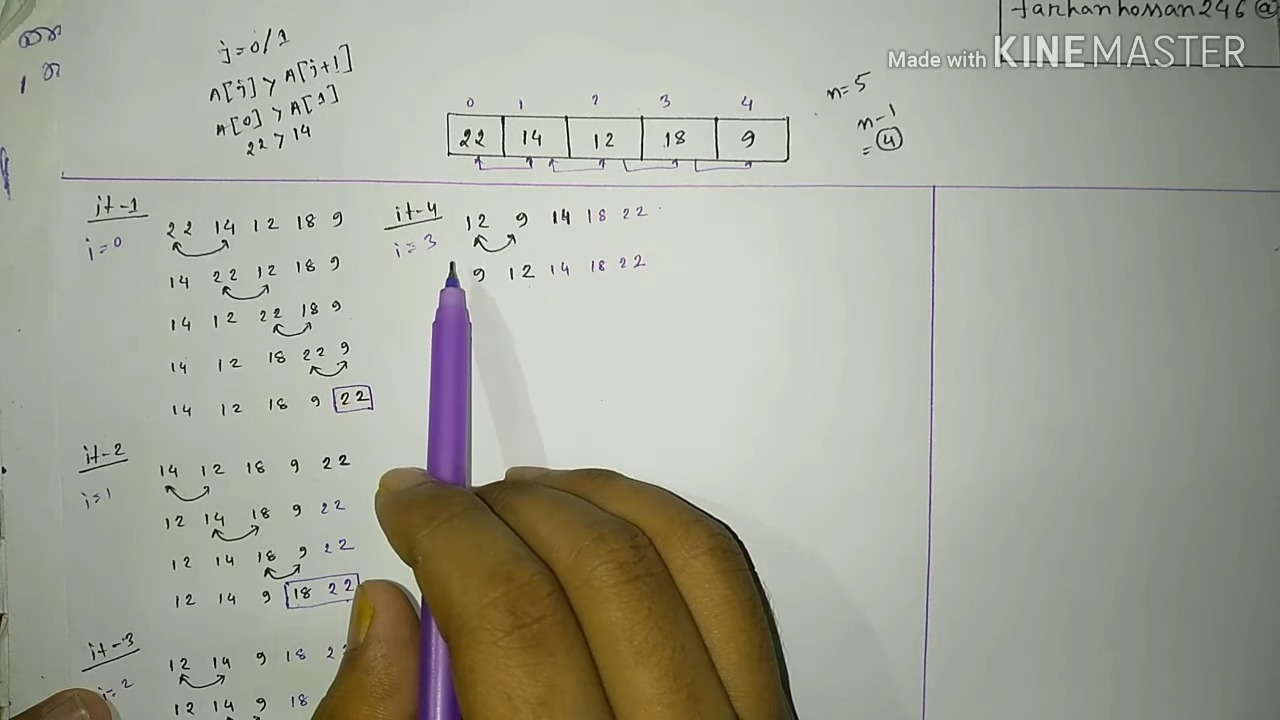 farhanhossan246@
Made with KINEMASTER
j=0/1
A[j] > A[j+1]
A[0] > A[1]
22 > 14
n=5
n-1
= 4
0 1 2 3 4
22 14 12 18 9
it-1
i=0
22 14 12 18 9
14 22 12 18 9
14 12 22 18 9
14 12 18 22 9
14 12 18 9 22
it-2
i=1
14 12 18 9 22
12 14 18 9 22
12 14 18 9 22
12 14 9 18 22
it-3
i=2
12 14 9 18
12 14 9 18
it-4
i=3
12 9 14 18 22
9 12 14 18 22